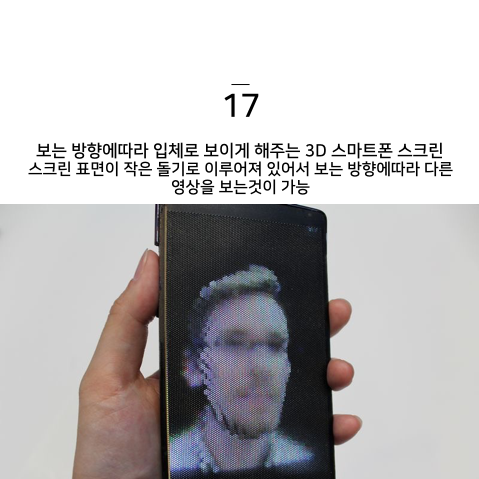 17
보는 방향에따라 입체로 보이게 해주는 3D 스마트폰 스크린
스크린 표면이 작은 돌기로 이루어져 있어서 보는 방향에따라 다른
영상을 보는것이 가능